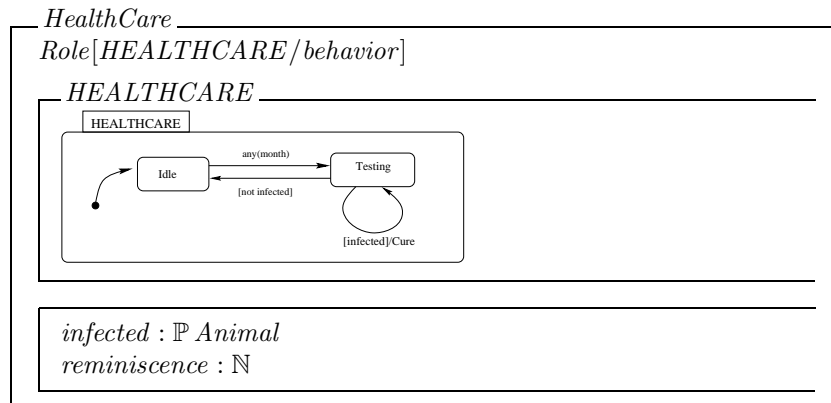 HealthCare
Role[HEALTHCARE/behavior]
HEALTHCARE
HEALTHCARE
any(month)
Idle
Testing
[not infected]
[infected]/Cure
infected : ℙ Animal
reminiscence : ℕ